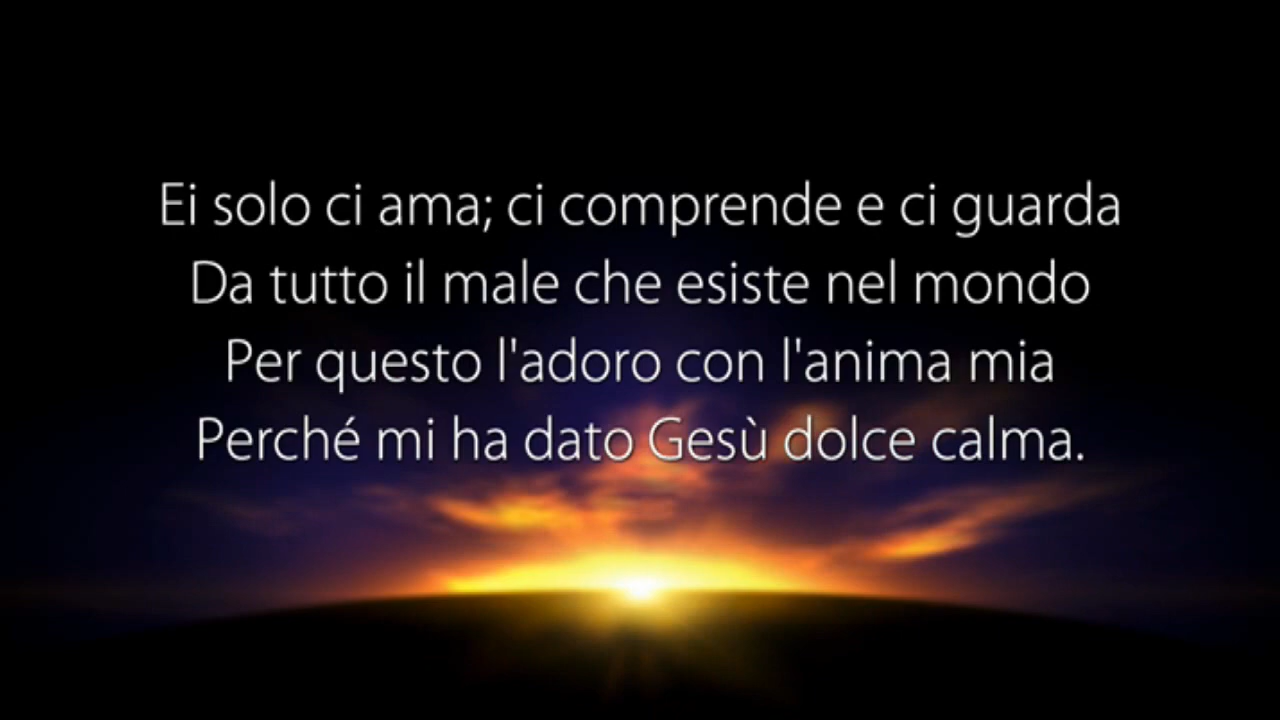 Ei solo ci ama; ci comprende e ci guarda
Da tutto il male che esiste nel mondo
Per questo l'adoro con l'anima mia
Perché mi ha dato Gesù dolce calma.